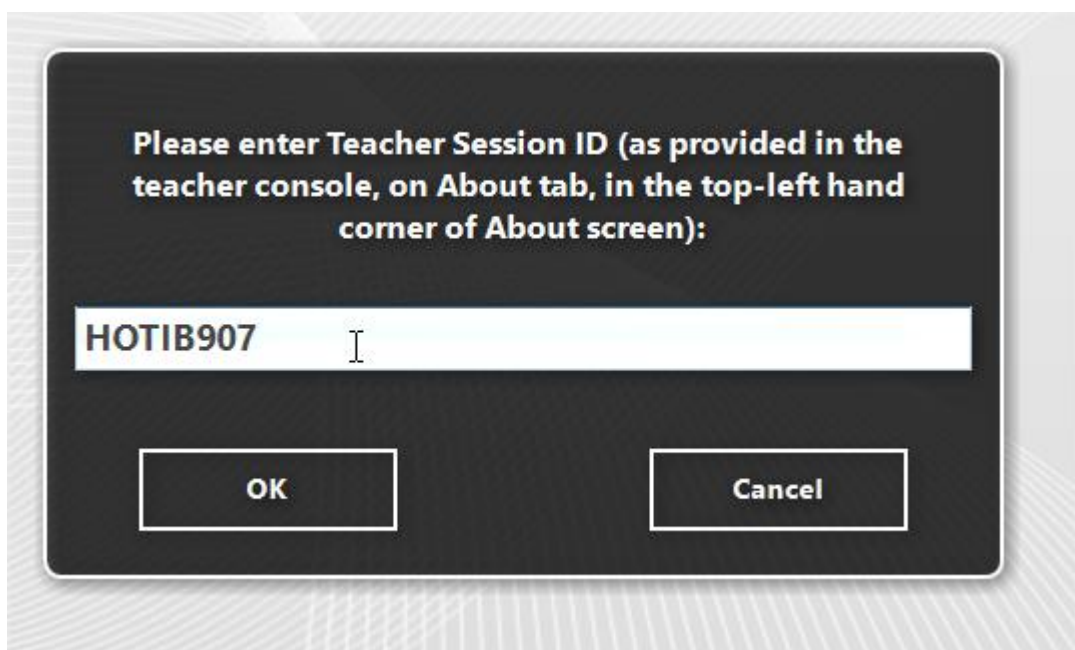 Please enter Teacher Session ID (as provided in the
teacher console, on About tab, in the top-left hand
corner of About screen):
HOTIB907
OK
Cancel